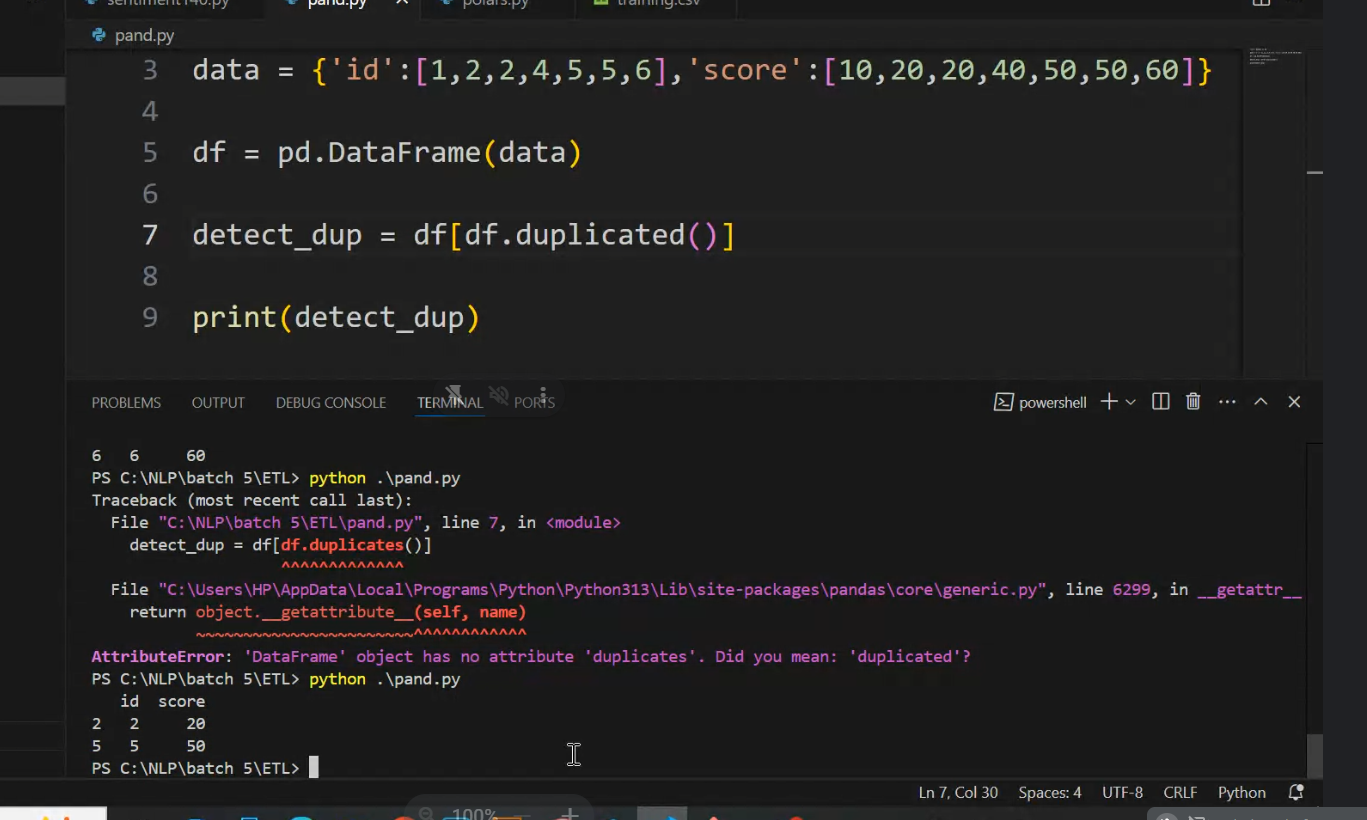 sentiment140.py pand.py polars.py training.csv
pand.py
3 data = {'id':[1,2,2,4,5,5,6],'score':[10,20,20,40,50,50,60]}
4
5 df = pd.DataFrame(data)
6
7 detect_dup = df[df.duplicated()]
8
9 print(detect_dup)
PROBLEMS OUTPUT DEBUG CONSOLE TERMINAL PORTS powershell
6 6 60
PS C:\NLP\batch 5\ETL> python .\pand.py
Traceback (most recent call last):
File "C:\NLP\batch 5\ETL\pand.py", line 7, in <module>
detect_dup = df[df.duplicates()]
^^^^^^^^^^^^^
File "C:\Users\HP\AppData\Local\Programs\Python\Python313\Lib\site-packages\pandas\core\generic.py", line 6299, in __getattr__
return object.__getattribute__(self, name)
~~~~~~~~~~~~~~~~~~~~~~~^^^^^^^^^^^^
AttributeError: 'DataFrame' object has no attribute 'duplicates'. Did you mean: 'duplicated'?
PS C:\NLP\batch 5\ETL> python .\pand.py
id score
2 2 20
5 5 50
PS C:\NLP\batch 5\ETL>
Ln 7, Col 30 Spaces: 4 UTF-8 CRLF Python
100%